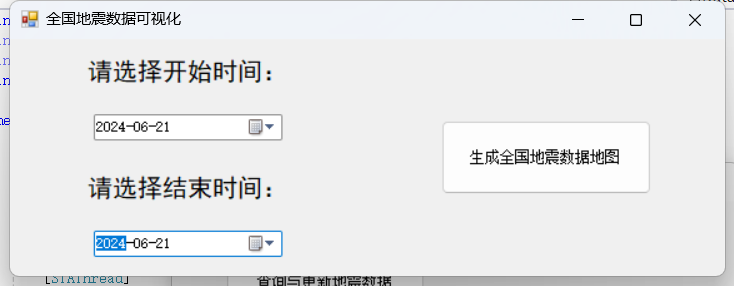 全国地震数据可视化
请选择开始时间：
2024-06-21
生成全国地震数据地图
请选择结束时间：
2024-06-21
[STAThread]